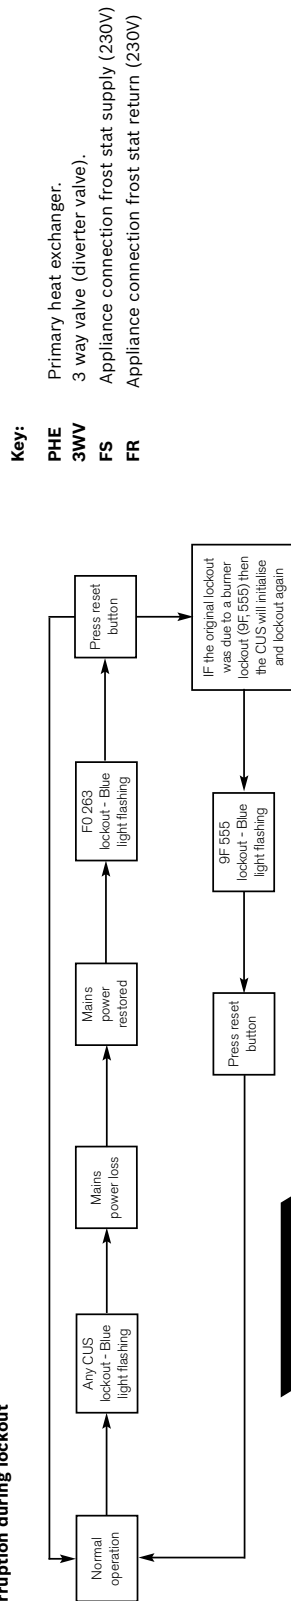 rruption during lockout
Normal
operation
Any CUS
lockout - Blue
light flashing
Mains
power loss
Mains
power
restored
F0 263
lockout - Blue
light flashing
Press reset
button
IF the original lockout
was due to a burner
lockout (9F, 555) then
the CUS will initialise
and lockout again
9F 555
lockout - Blue
light flashing
Press reset
button
Key:
PHE Primary heat exchanger.
3WV 3 way valve (diverter valve).
FS Appliance connection frost stat supply (230V)
FR Appliance connection frost stat return (230V)